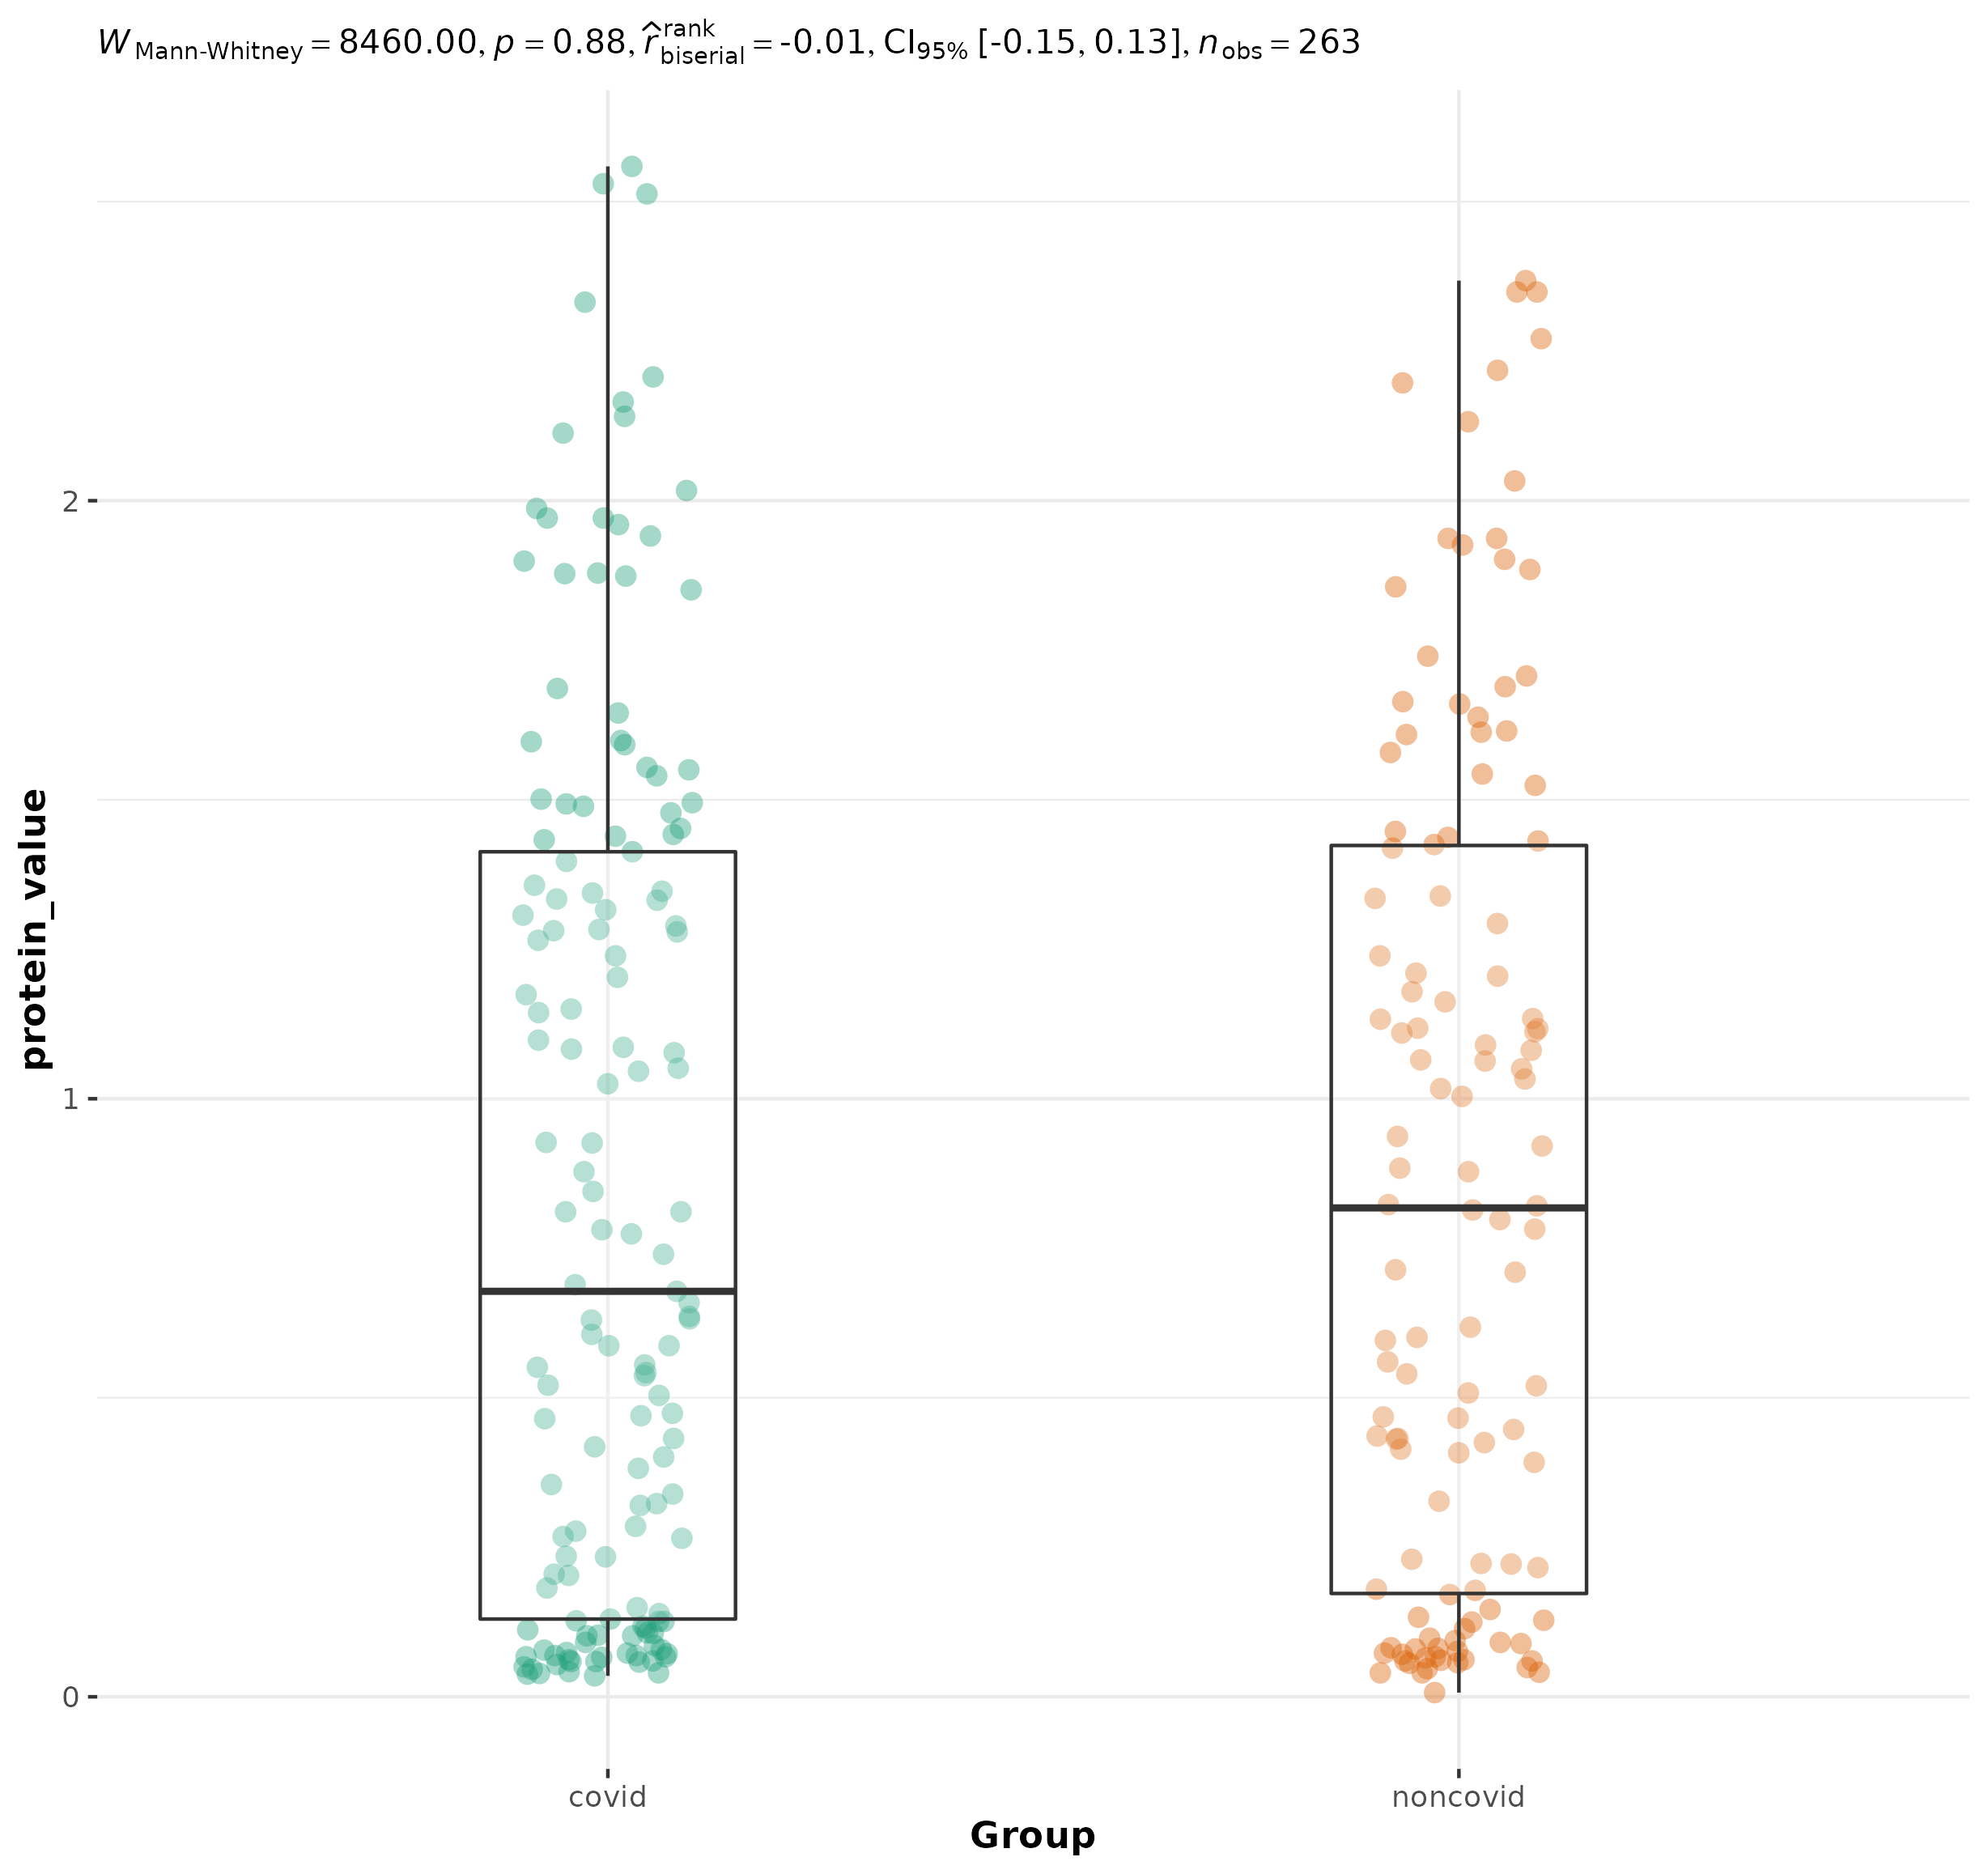 W Mann-Whitney = 8460.00, p = 0.88, r̂ rank biserial = -0.01, CI95% [-0.15, 0.13], nobs = 263
protein_value
2
1
0
covid noncovid
Group